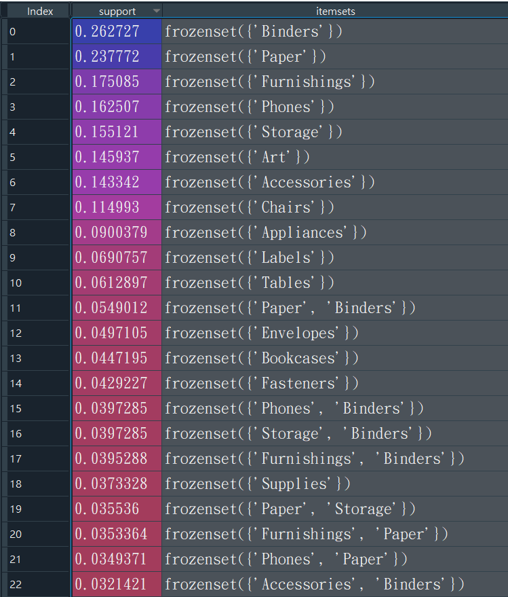 Index support itemsets
0 0.262727 frozenset({'Binders'})
1 0.237772 frozenset({'Paper'})
2 0.175085 frozenset({'Furnishings'})
3 0.162507 frozenset({'Phones'})
4 0.155121 frozenset({'Storage'})
5 0.145937 frozenset({'Art'})
6 0.143342 frozenset({'Accessories'})
7 0.114993 frozenset({'Chairs'})
8 0.0900379 frozenset({'Appliances'})
9 0.0690757 frozenset({'Labels'})
10 0.0612897 frozenset({'Tables'})
11 0.0549012 frozenset({'Paper', 'Binders'})
12 0.0497105 frozenset({'Envelopes'})
13 0.0447195 frozenset({'Bookcases'})
14 0.0429227 frozenset({'Fasteners'})
15 0.0397285 frozenset({'Phones', 'Binders'})
16 0.0397285 frozenset({'Storage', 'Binders'})
17 0.0395288 frozenset({'Furnishings', 'Binders'})
18 0.0373328 frozenset({'Supplies'})
19 0.035536 frozenset({'Paper', 'Storage'})
20 0.0353364 frozenset({'Furnishings', 'Paper'})
21 0.0349371 frozenset({'Phones', 'Paper'})
22 0.0321421 frozenset({'Accessories', 'Binders'})